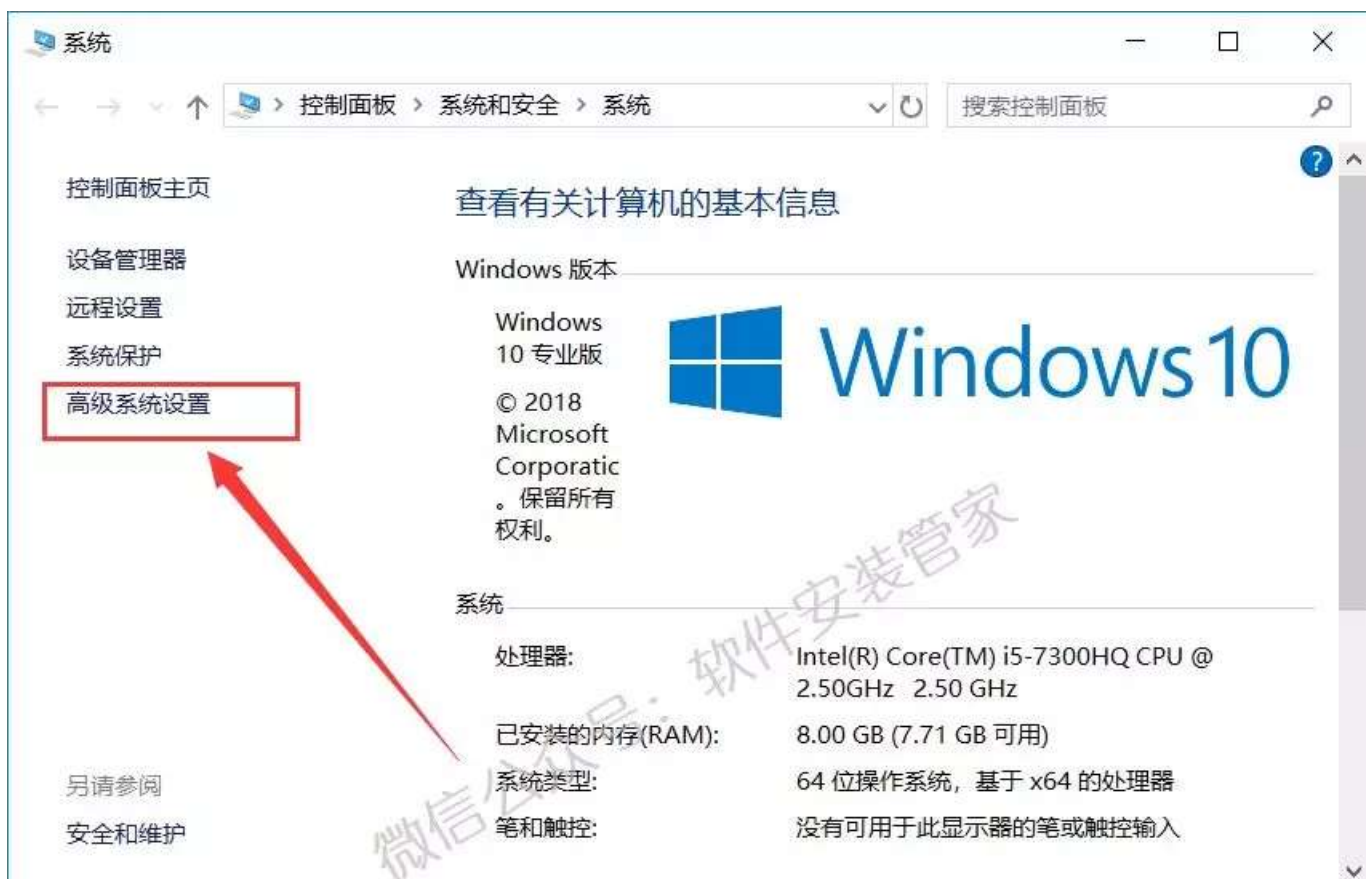 系统
控制面板 > 系统和安全 > 系统
搜索控制面板
?
控制面板主页
设备管理器
远程设置
系统保护
高级系统设置
另请参阅
安全和维护
查看有关计算机的基本信息
Windows 版本
Windows
10 专业版
© 2018
Microsoft
Corporatic
。保留所有
权利。
Windows 10
系统
处理器:
Intel(R) Core(TM) i5-7300HQ CPU @
2.50GHz 2.50 GHz
已安装的内存(RAM):
8.00 GB (7.71 GB 可用)
系统类型:
64 位操作系统，基于 x64 的处理器
笔和触控:
没有可用于此显示器的笔或触控输入
微信公众号：软件安装管家